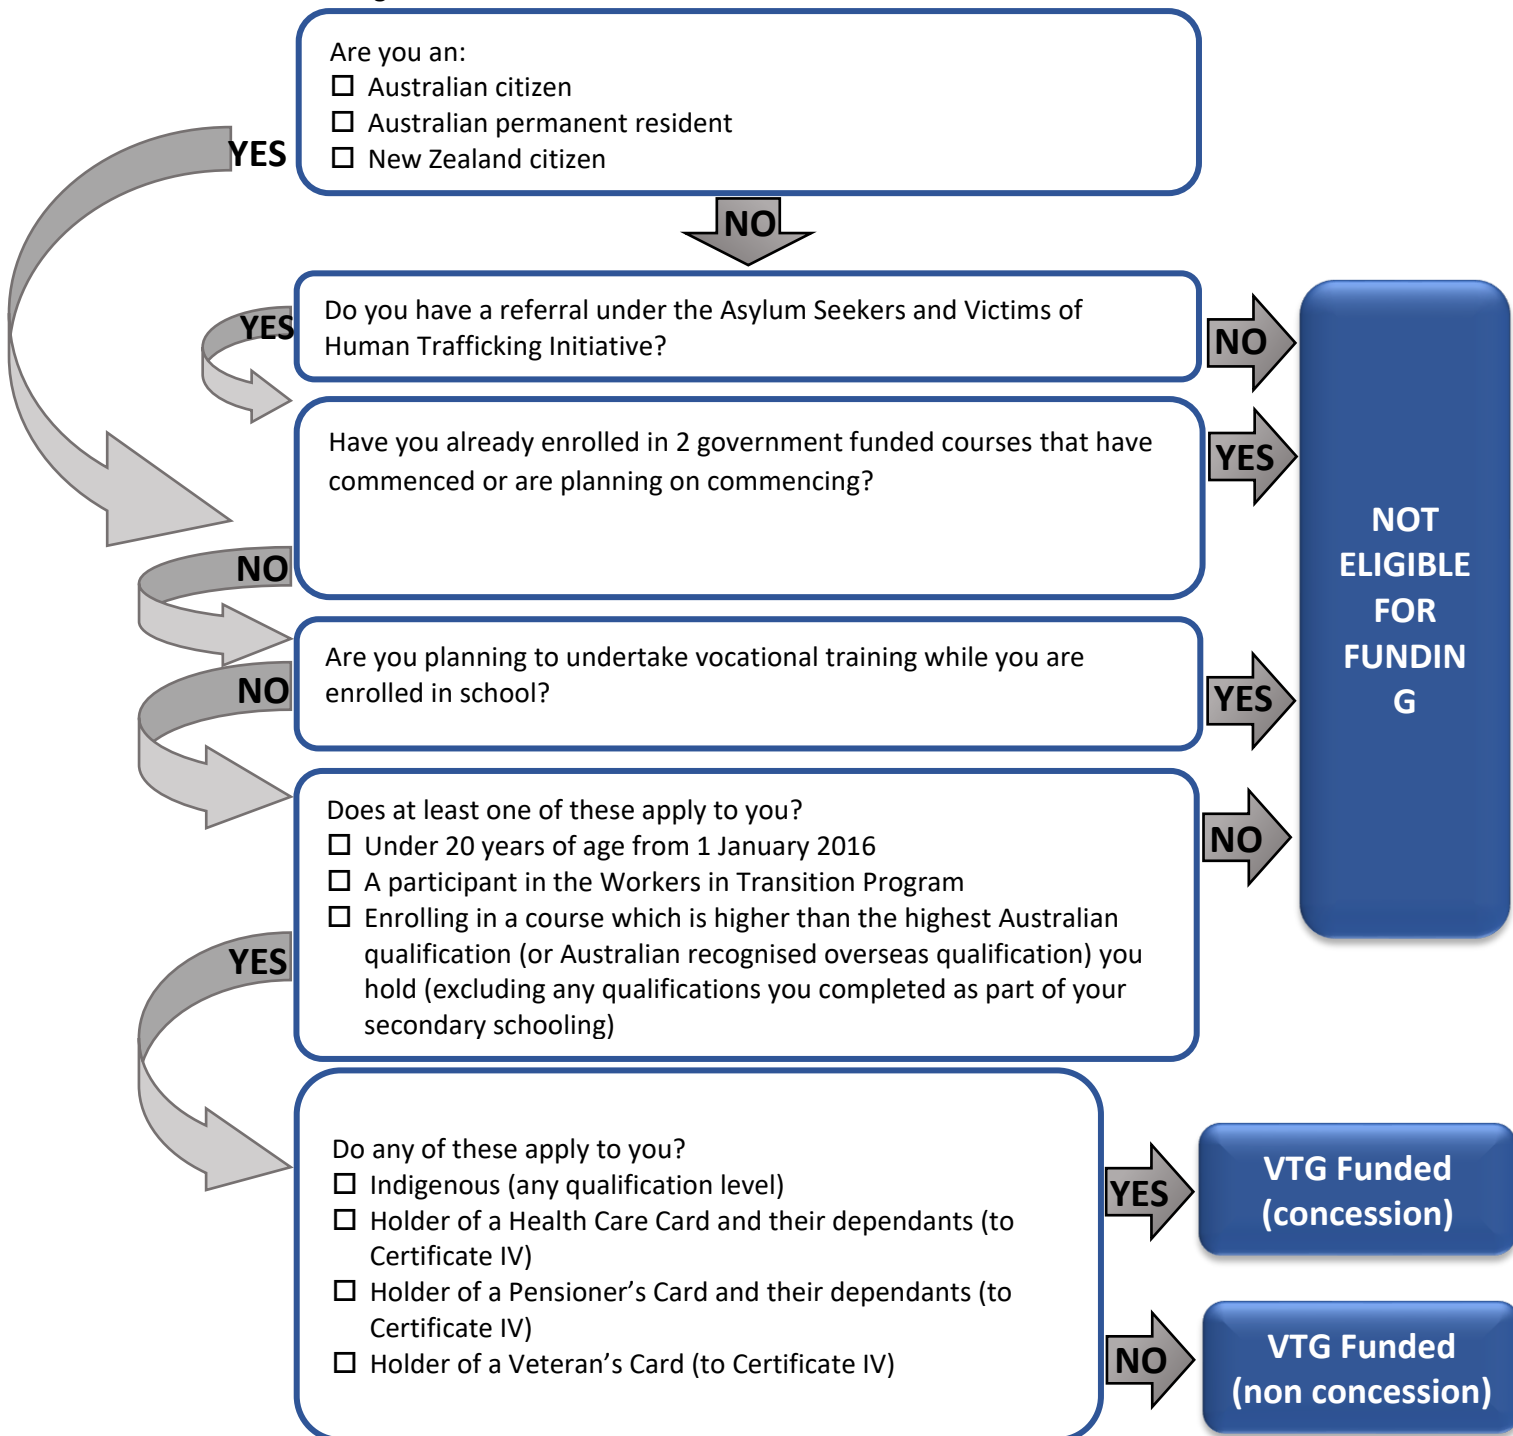 Are you an:
☐ Australian citizen
☐ Australian permanent resident
☐ New Zealand citizen
YES
NO
Do you have a referral under the Asylum Seekers and Victims of
Human Trafficking Initiative?
YES
NO
Have you already enrolled in 2 government funded courses that have
commenced or are planning on commencing?
YES
NO
Are you planning to undertake vocational training while you are
enrolled in school?
NO
YES
NOT
ELIGIBLE
FOR
FUNDIN
G
Does at least one of these apply to you?
☐ Under 20 years of age from 1 January 2016
☐ A participant in the Workers in Transition Program
☐ Enrolling in a course which is higher than the highest Australian
qualification (or Australian recognised overseas qualification) you
hold (excluding any qualifications you completed as part of your
secondary schooling)
NO
YES
Do any of these apply to you?
☐ Indigenous (any qualification level)
☐ Holder of a Health Care Card and their dependants (to
Certificate IV)
☐ Holder of a Pensioner’s Card and their dependants (to
Certificate IV)
☐ Holder of a Veteran’s Card (to Certificate IV)
YES
VTG Funded
(concession)
NO
VTG Funded
(non concession)